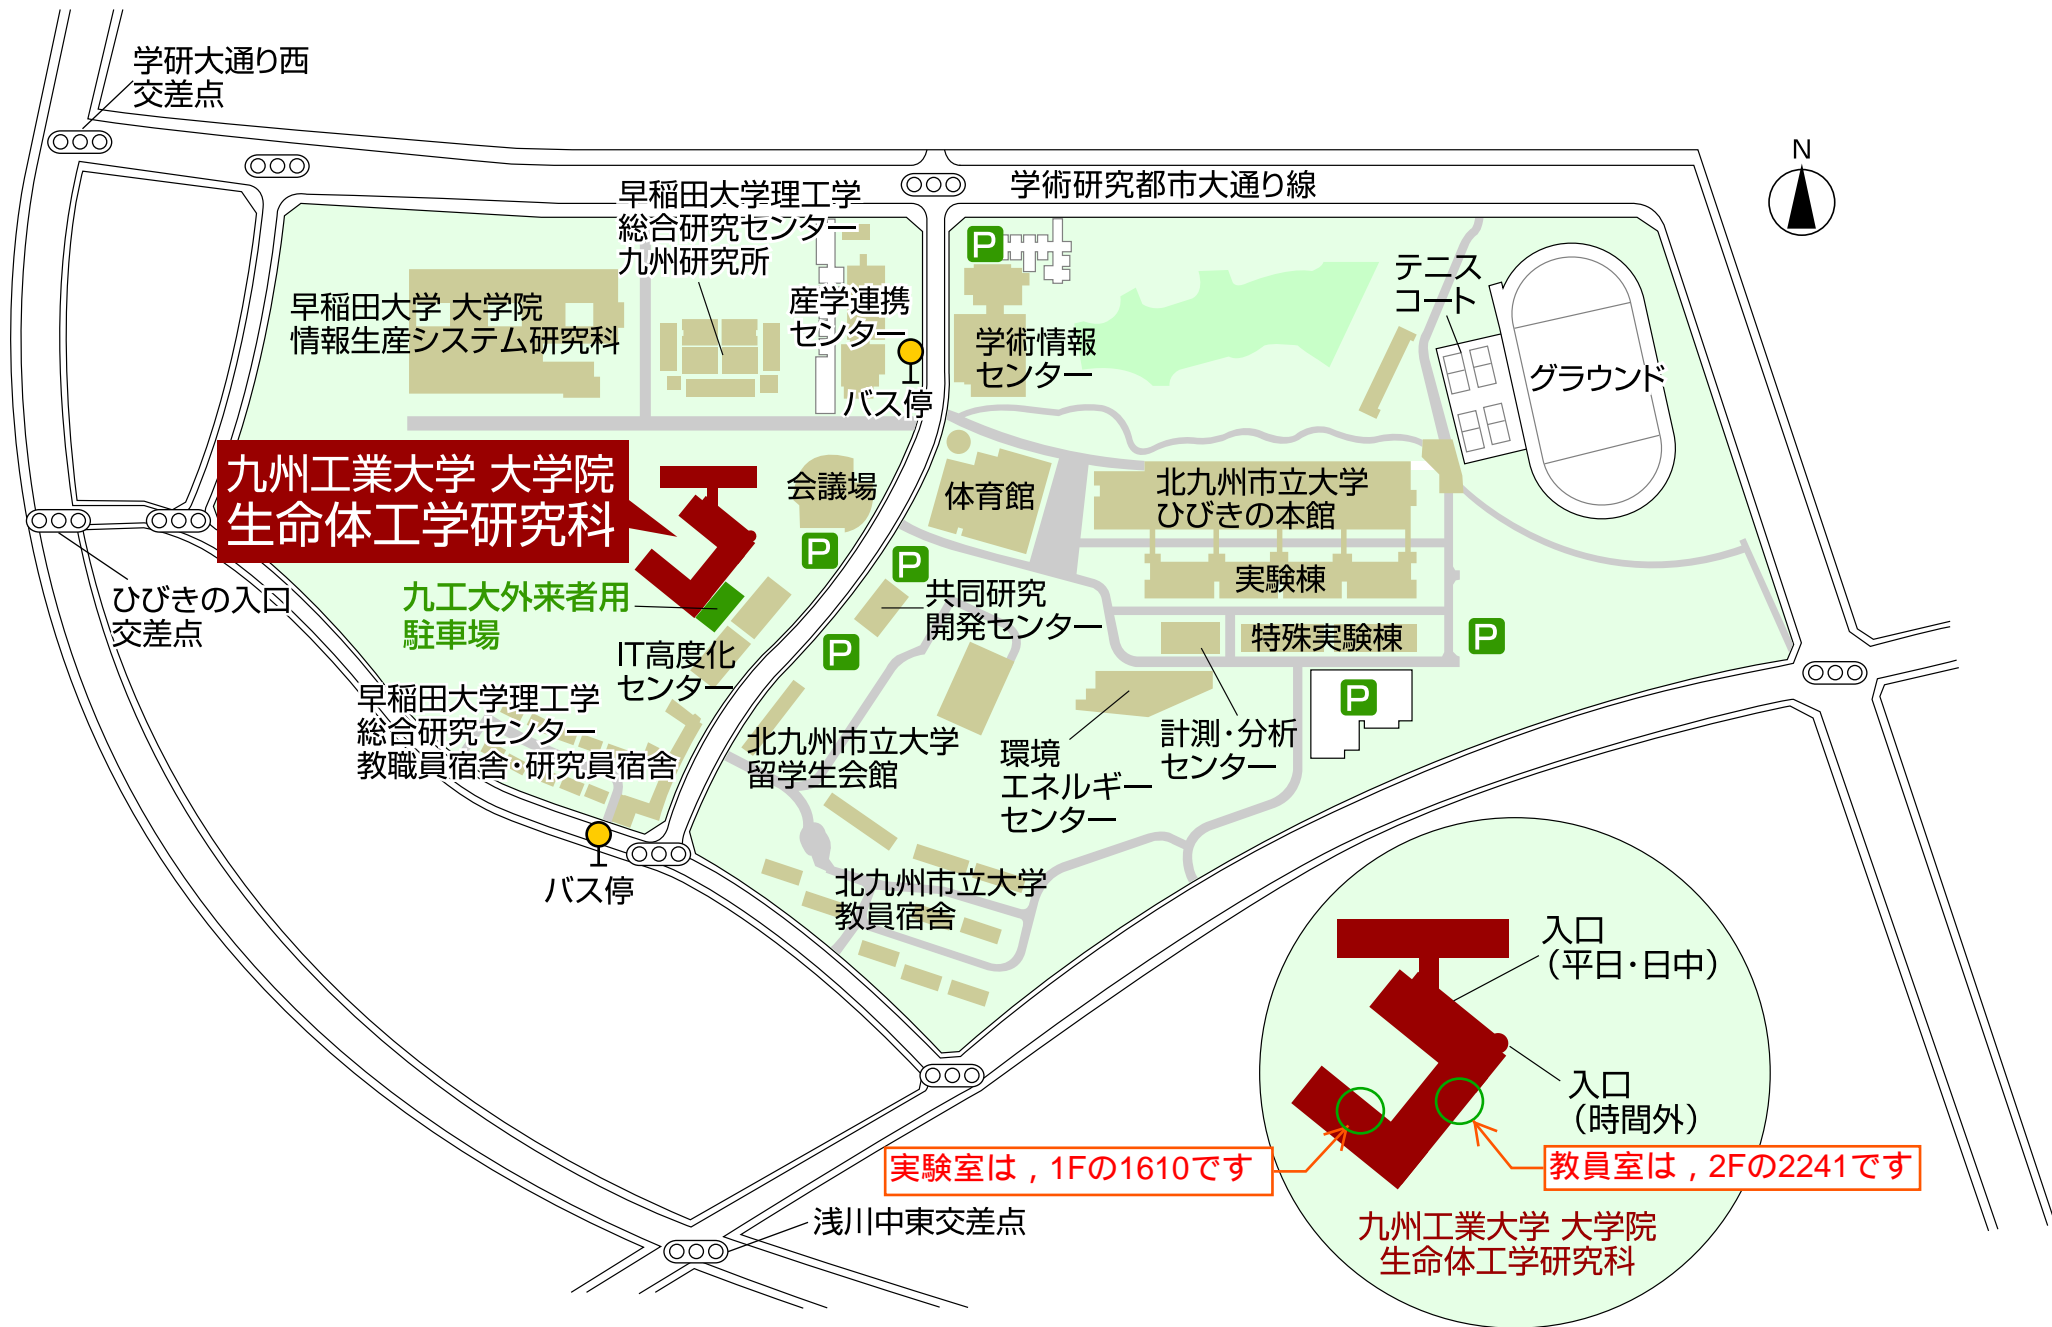 学研大通り西
交差点
N
学術研究都市大通り線
早稲田大学理工学
総合研究センター
九州研究所
P
テニス
コート
早稲田大学 大学院
情報生産システム研究科
産学連携
センター
学術情報
センター
グラウンド
バス停
九州工業大学 大学院
生命体工学研究科
会議場
体育館
北九州市立大学
ひびきの本館
P
P
実験棟
ひびきの入口
交差点
九工大外来者用
駐車場
共同研究
開発センター
P
特殊実験棟
P
IT高度化
センター
P
早稲田大学理工学
総合研究センター
教職員宿舎・研究員宿舎
北九州市立大学
留学生会館
環境
エネルギー
センター
計測・分析
センター
バス停
北九州市立大学
教員宿舎
入口
（平日・日中）
入口
（時間外）
実験室は，1Fの1610です
教員室は，2Fの2241です
浅川中東交差点
九州工業大学 大学院
生命体工学研究科